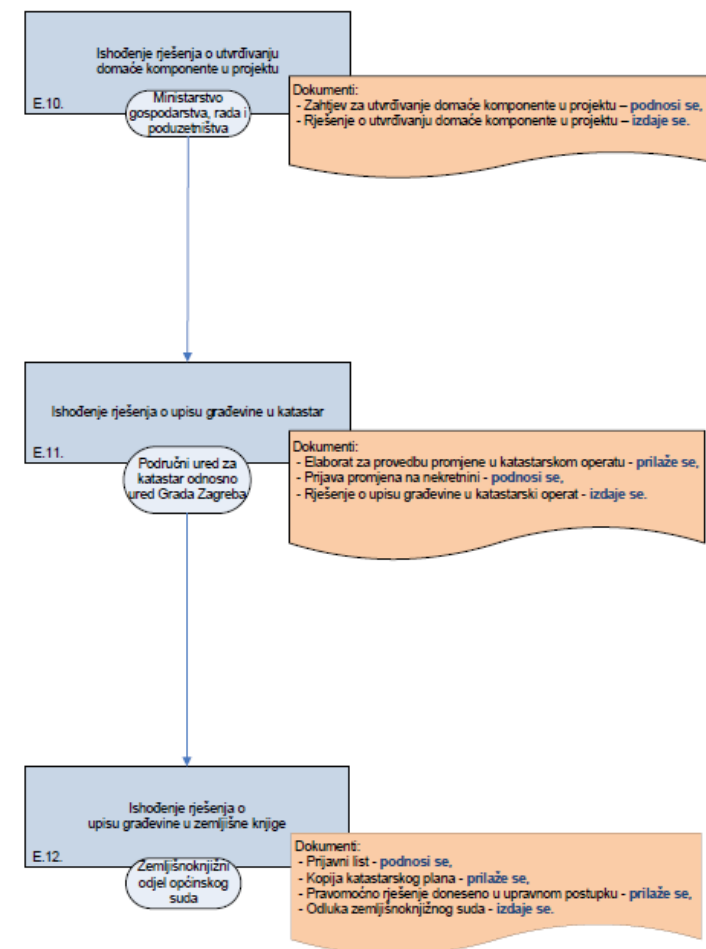 Ishođenje rješenja o utvrđivanju
domaće komponente u projektu
E.10.
Ministarstvo
gospodarstva, rada i
poduzetništva
Dokumenti:
- Zahtjev za utvrđivanje domaće komponente u projektu – podnosi se,
- Rješenje o utvrđivanju domaće komponente u projektu – izdaje se.
Ishođenje rješenja o upisu građevine u katastar
E.11.
Područni ured za
katastar odnosno
ured Grada Zagreba
Dokumenti:
- Elaborat za provedbu promjene u katastarskom operatu - prilaže se,
- Prijava promjena na nekretnini - podnosi se,
- Rješenje o upisu građevine u katastarski operat - izdaje se.
Ishođenje rješenja o
upisu građevine u zemljišne knjige
E.12.
Zemljišnoknjižni
odjel općinskog
suda
Dokumenti:
- Prijavni list - podnosi se,
- Kopija katastarskog plana - prilaže se,
- Pravomoćno rješenje doneseno u upravnom postupku - prilaže se,
- Odluka zemljišnoknjižnog suda - izdaje se.